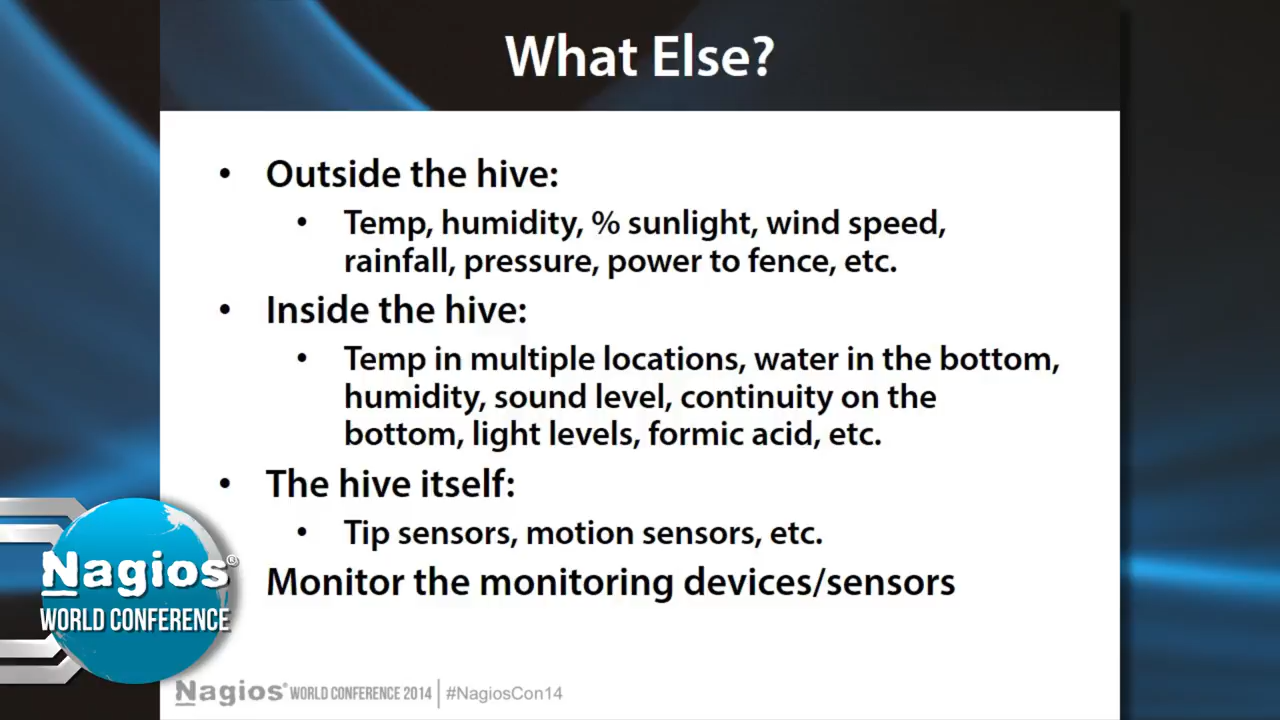 What Else?
• Outside the hive:
• Temp, humidity, % sunlight, wind speed,
rainfall, pressure, power to fence, etc.
• Inside the hive:
• Temp in multiple locations, water in the bottom,
humidity, sound level, continuity on the
bottom, light levels, formic acid, etc.
• The hive itself:
• Tip sensors, motion sensors, etc.
Monitor the monitoring devices/sensors
Nagios®
WORLD CONFERENCE
Nagios® WORLD CONFERENCE 2014 | #NagiosCon14